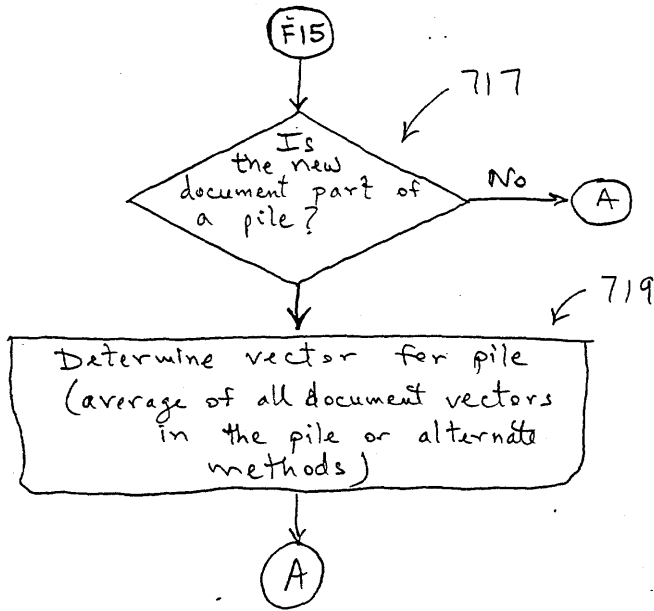 F15
717
Is
the new
document part of
a pile?
No
A
719
Determine vector for pile
(average of all document vectors
in the pile or alternate
methods)
A